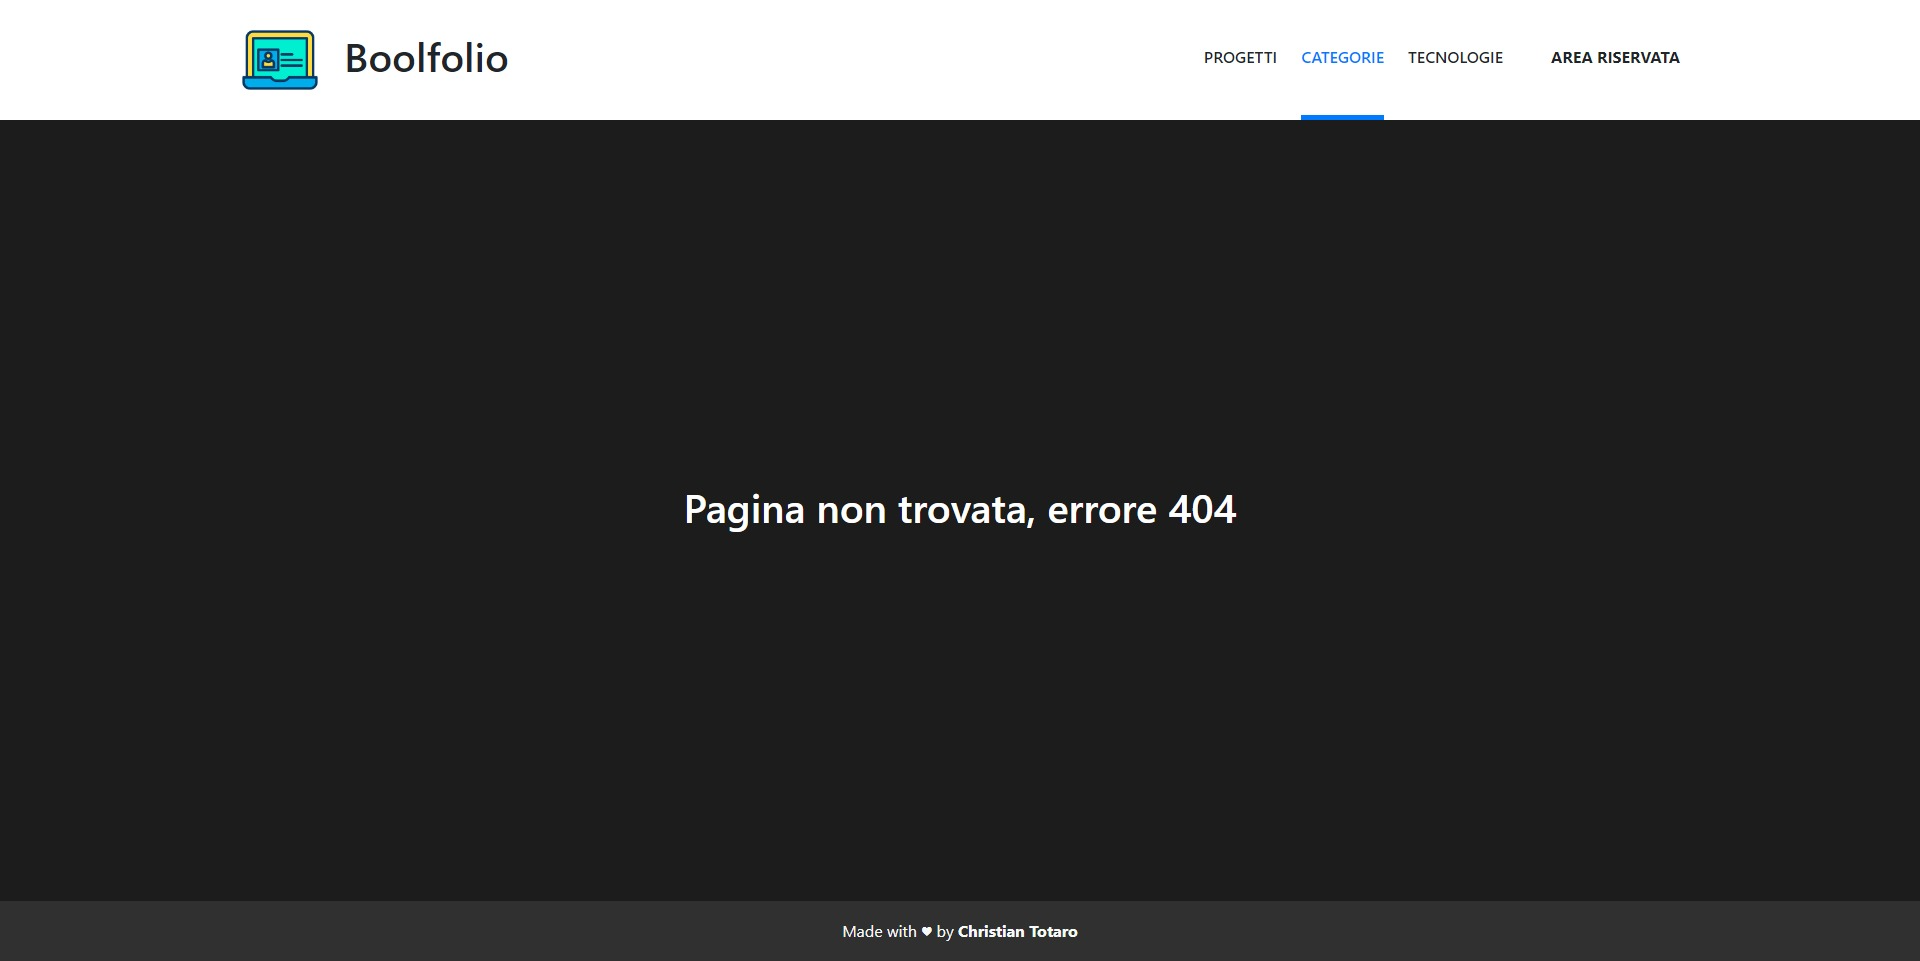 Boolfolio
PROGETTI CATEGORIE TECNOLOGIE AREA RISERVATA
Pagina non trovata, errore 404
Made with ♥ by Christian Totaro